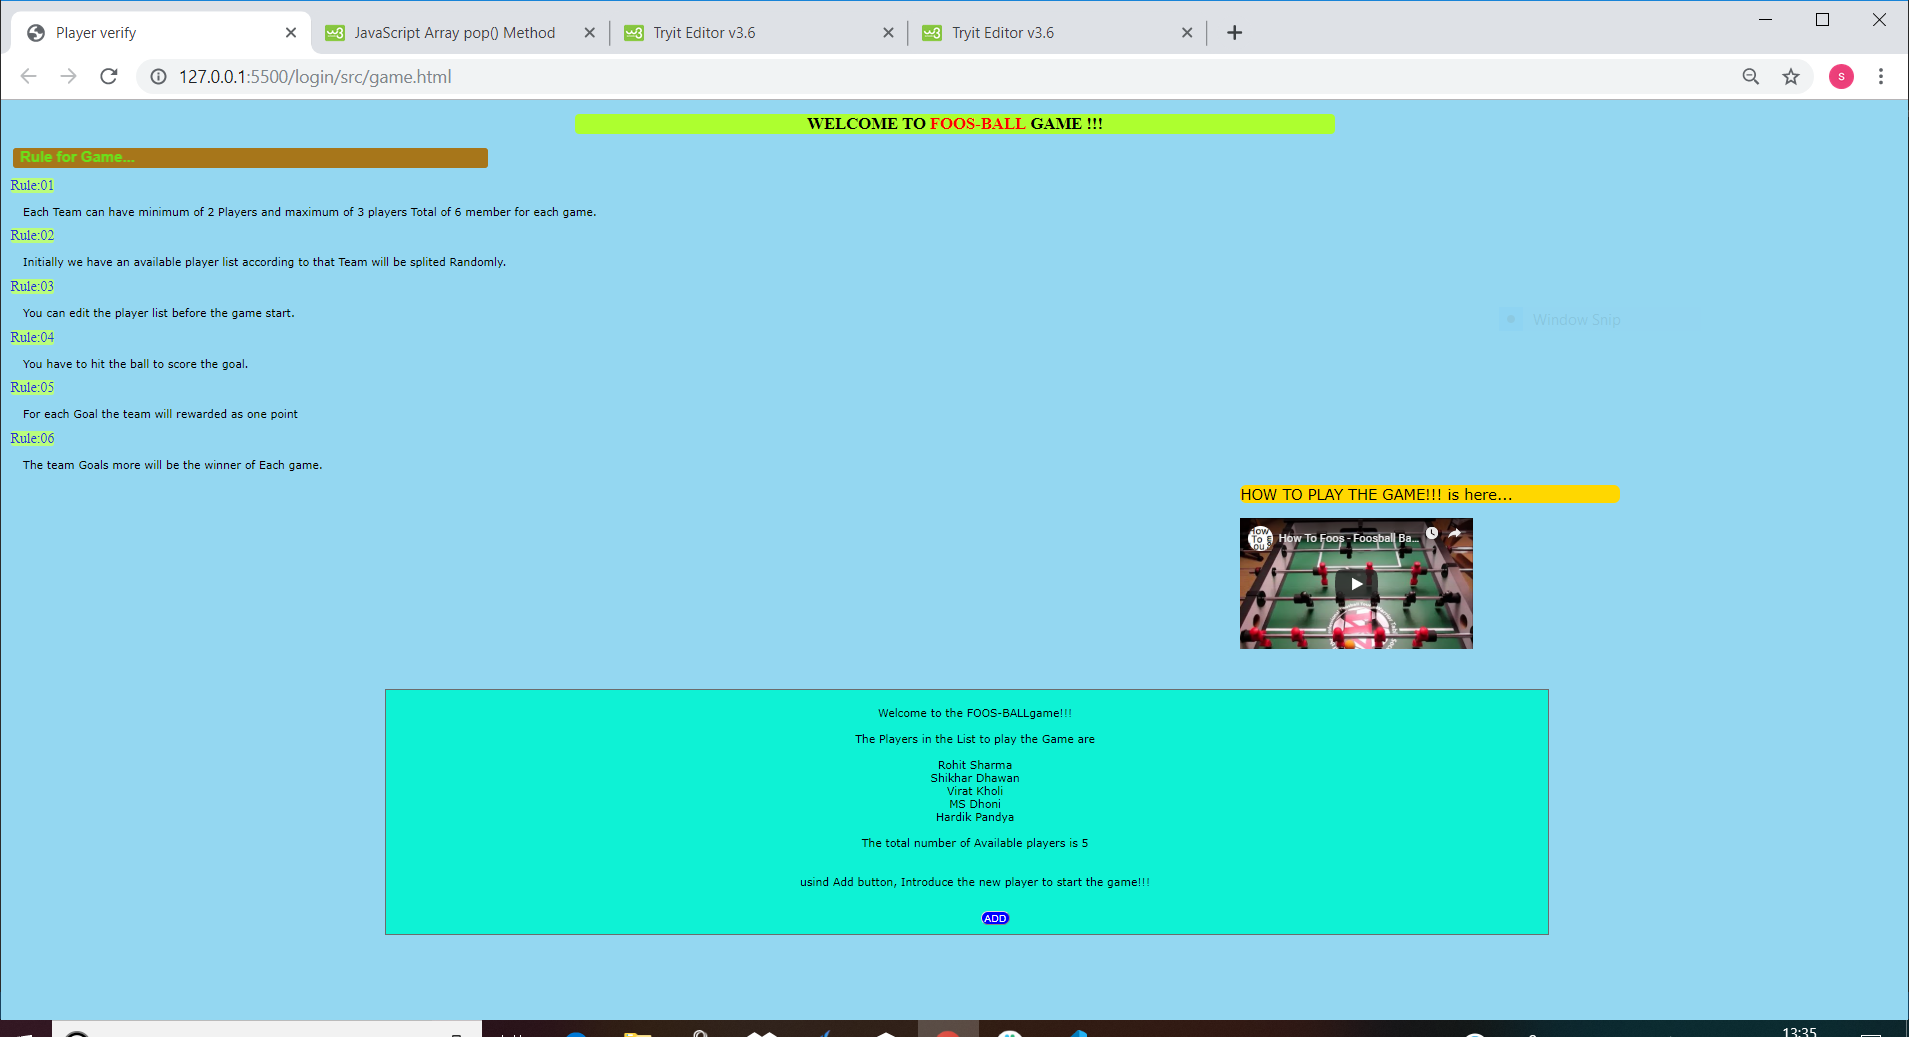 Player verify
JavaScript Array pop() Method
Tryit Editor v3.6
Tryit Editor v3.6
127.0.0.1:5500/login/src/game.html
s
WELCOME TO FOOS-BALL GAME !!!
Rule for Game...
Rule:01
Each Team can have minimum of 2 Players and maximum of 3 players Total of 6 member for each game.
Rule:02
Initially we have an available player list according to that Team will be splited Randomly.
Rule:03
You can edit the player list before the game start.
Window Snip
Rule:04
You have to hit the ball to score the goal.
Rule:05
For each Goal the team will rewarded as one point
Rule:06
The team Goals more will be the winner of Each game.
HOW TO PLAY THE GAME!!! is here...
How To Foos - Foosball Ba...
Welcome to the FOOS-BALLgame!!!
The Players in the List to play the Game are
Rohit Sharma
Shikhar Dhawan
Virat Kholi
MS Dhoni
Hardik Pandya
The total number of Available players is 5
usind Add button, Introduce the new player to start the game!!!
ADD
13:35